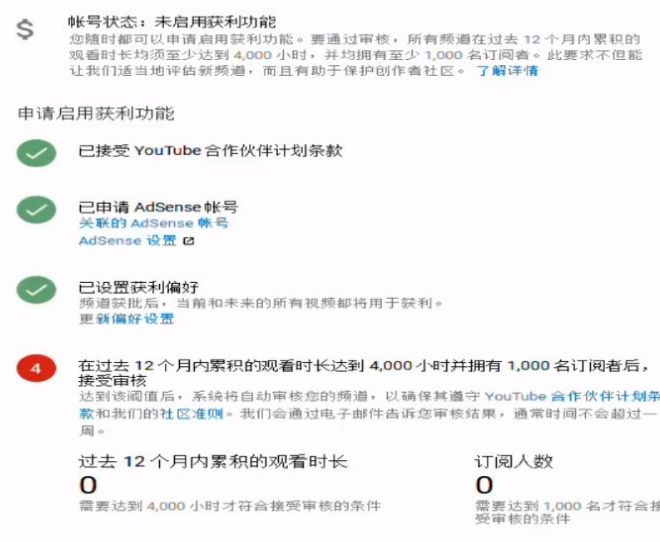 帐号状态：未启用获利功能
您随时都可以申请启用获利功能。要通过审核，所有频道在过去 12 个月内累积的
观看时长均须至少达到 4,000 小时，并均拥有至少 1,000 名订阅者。此要求不但能
让我们适当地评估新频道，而且有助于保护创作者社区。 了解详情
申请启用获利功能
已接受 YouTube 合作伙伴计划条款
已申请 AdSense 帐号
关联的 AdSense 帐号
AdSense 设置
已设置获利偏好
频道获批后，当前和未来的所有视频都将用于获利。
更新偏好设置
4
在过去 12 个月内累积的观看时长达到 4,000 小时并拥有 1,000 名订阅者后，
接受审核
达到该阈值后，系统将自动审核您的频道，以确保其遵守 YouTube 合作伙伴计划条
款和我们的社区准则。我们会通过电子邮件告诉您审核结果，通常时间不会超过一
周。
过去 12 个月内累积的观看时长
0
需要达到 4,000 小时才符合接受审核的条件
订阅人数
0
需要达到 1,000 名才符合接
受审核的条件